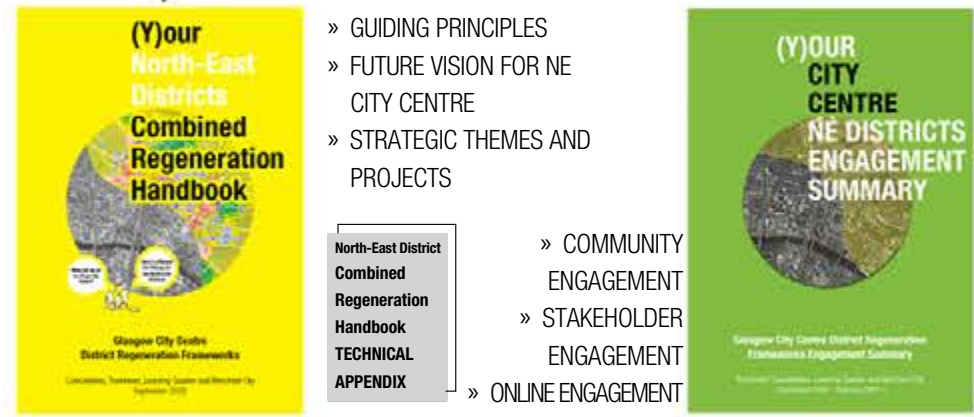 (Y)our
North-East
Districts
Combined
Regeneration
Handbook
Glasgow City Centre
District Regeneration Frameworks
» GUIDING PRINCIPLES
» FUTURE VISION FOR NE
CITY CENTRE
» STRATEGIC THEMES AND
PROJECTS
North-East District
Combined
Regeneration
Handbook
TECHNICAL
APPENDIX
» COMMUNITY
ENGAGEMENT
» STAKEHOLDER
ENGAGEMENT
» ONLINE ENGAGEMENT
(Y)OUR
CITY
CENTRE
NE DISTRICTS
ENGAGEMENT
SUMMARY
Glasgow City Centre District Regeneration
Frameworks Engagement Summary